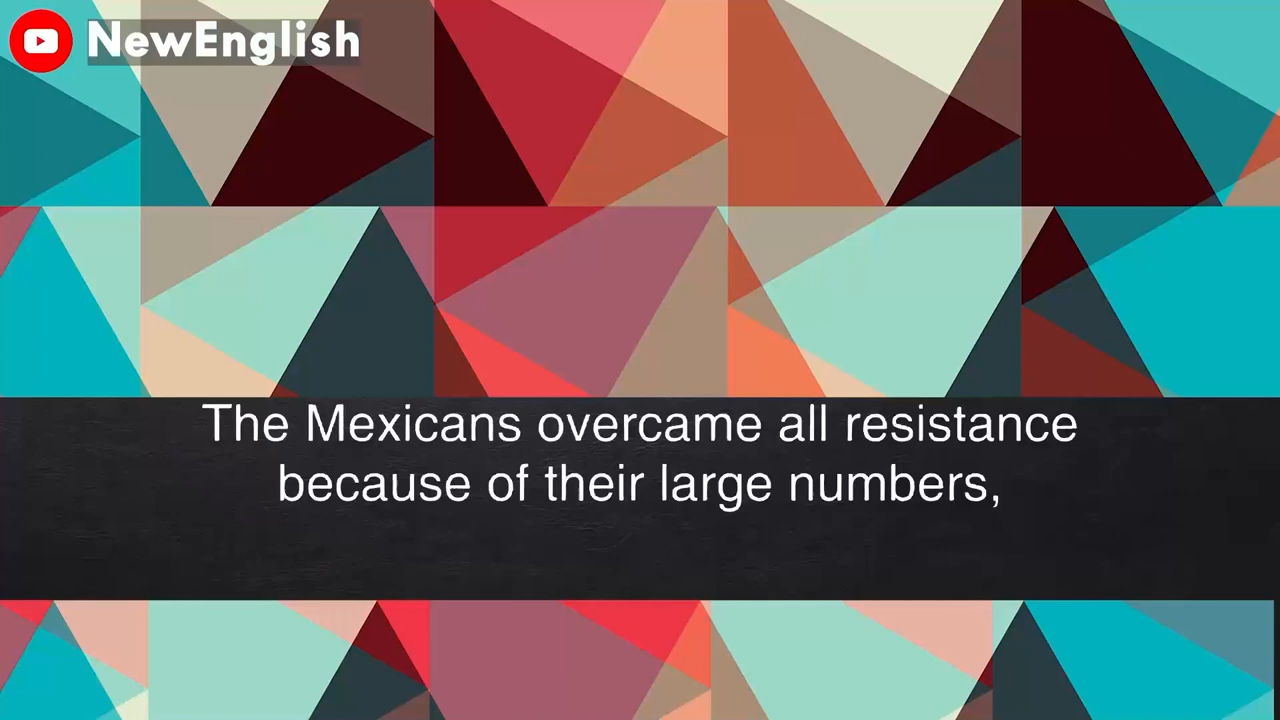 NewEnglish
The Mexicans overcame all resistance
because of their large numbers,